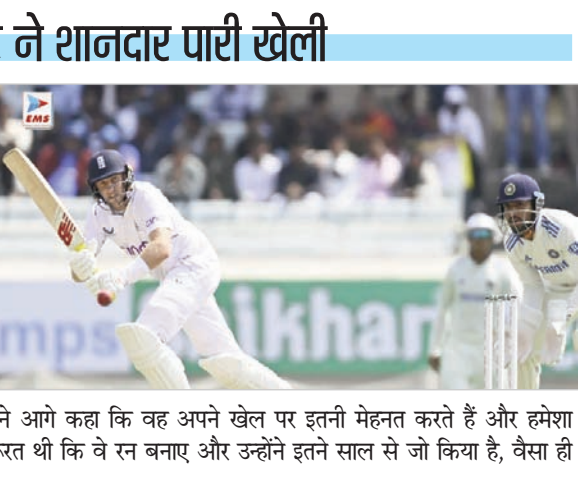 ने शानदार पारी खेली
EMS
mps
ikhar
ने आगे कहा कि वह अपने खेल पर इतनी मेहनत करते हैं और हमेशा
रत थी कि वे रन बनाए और उन्होंने इतने साल से जो किया है, वैसा ही